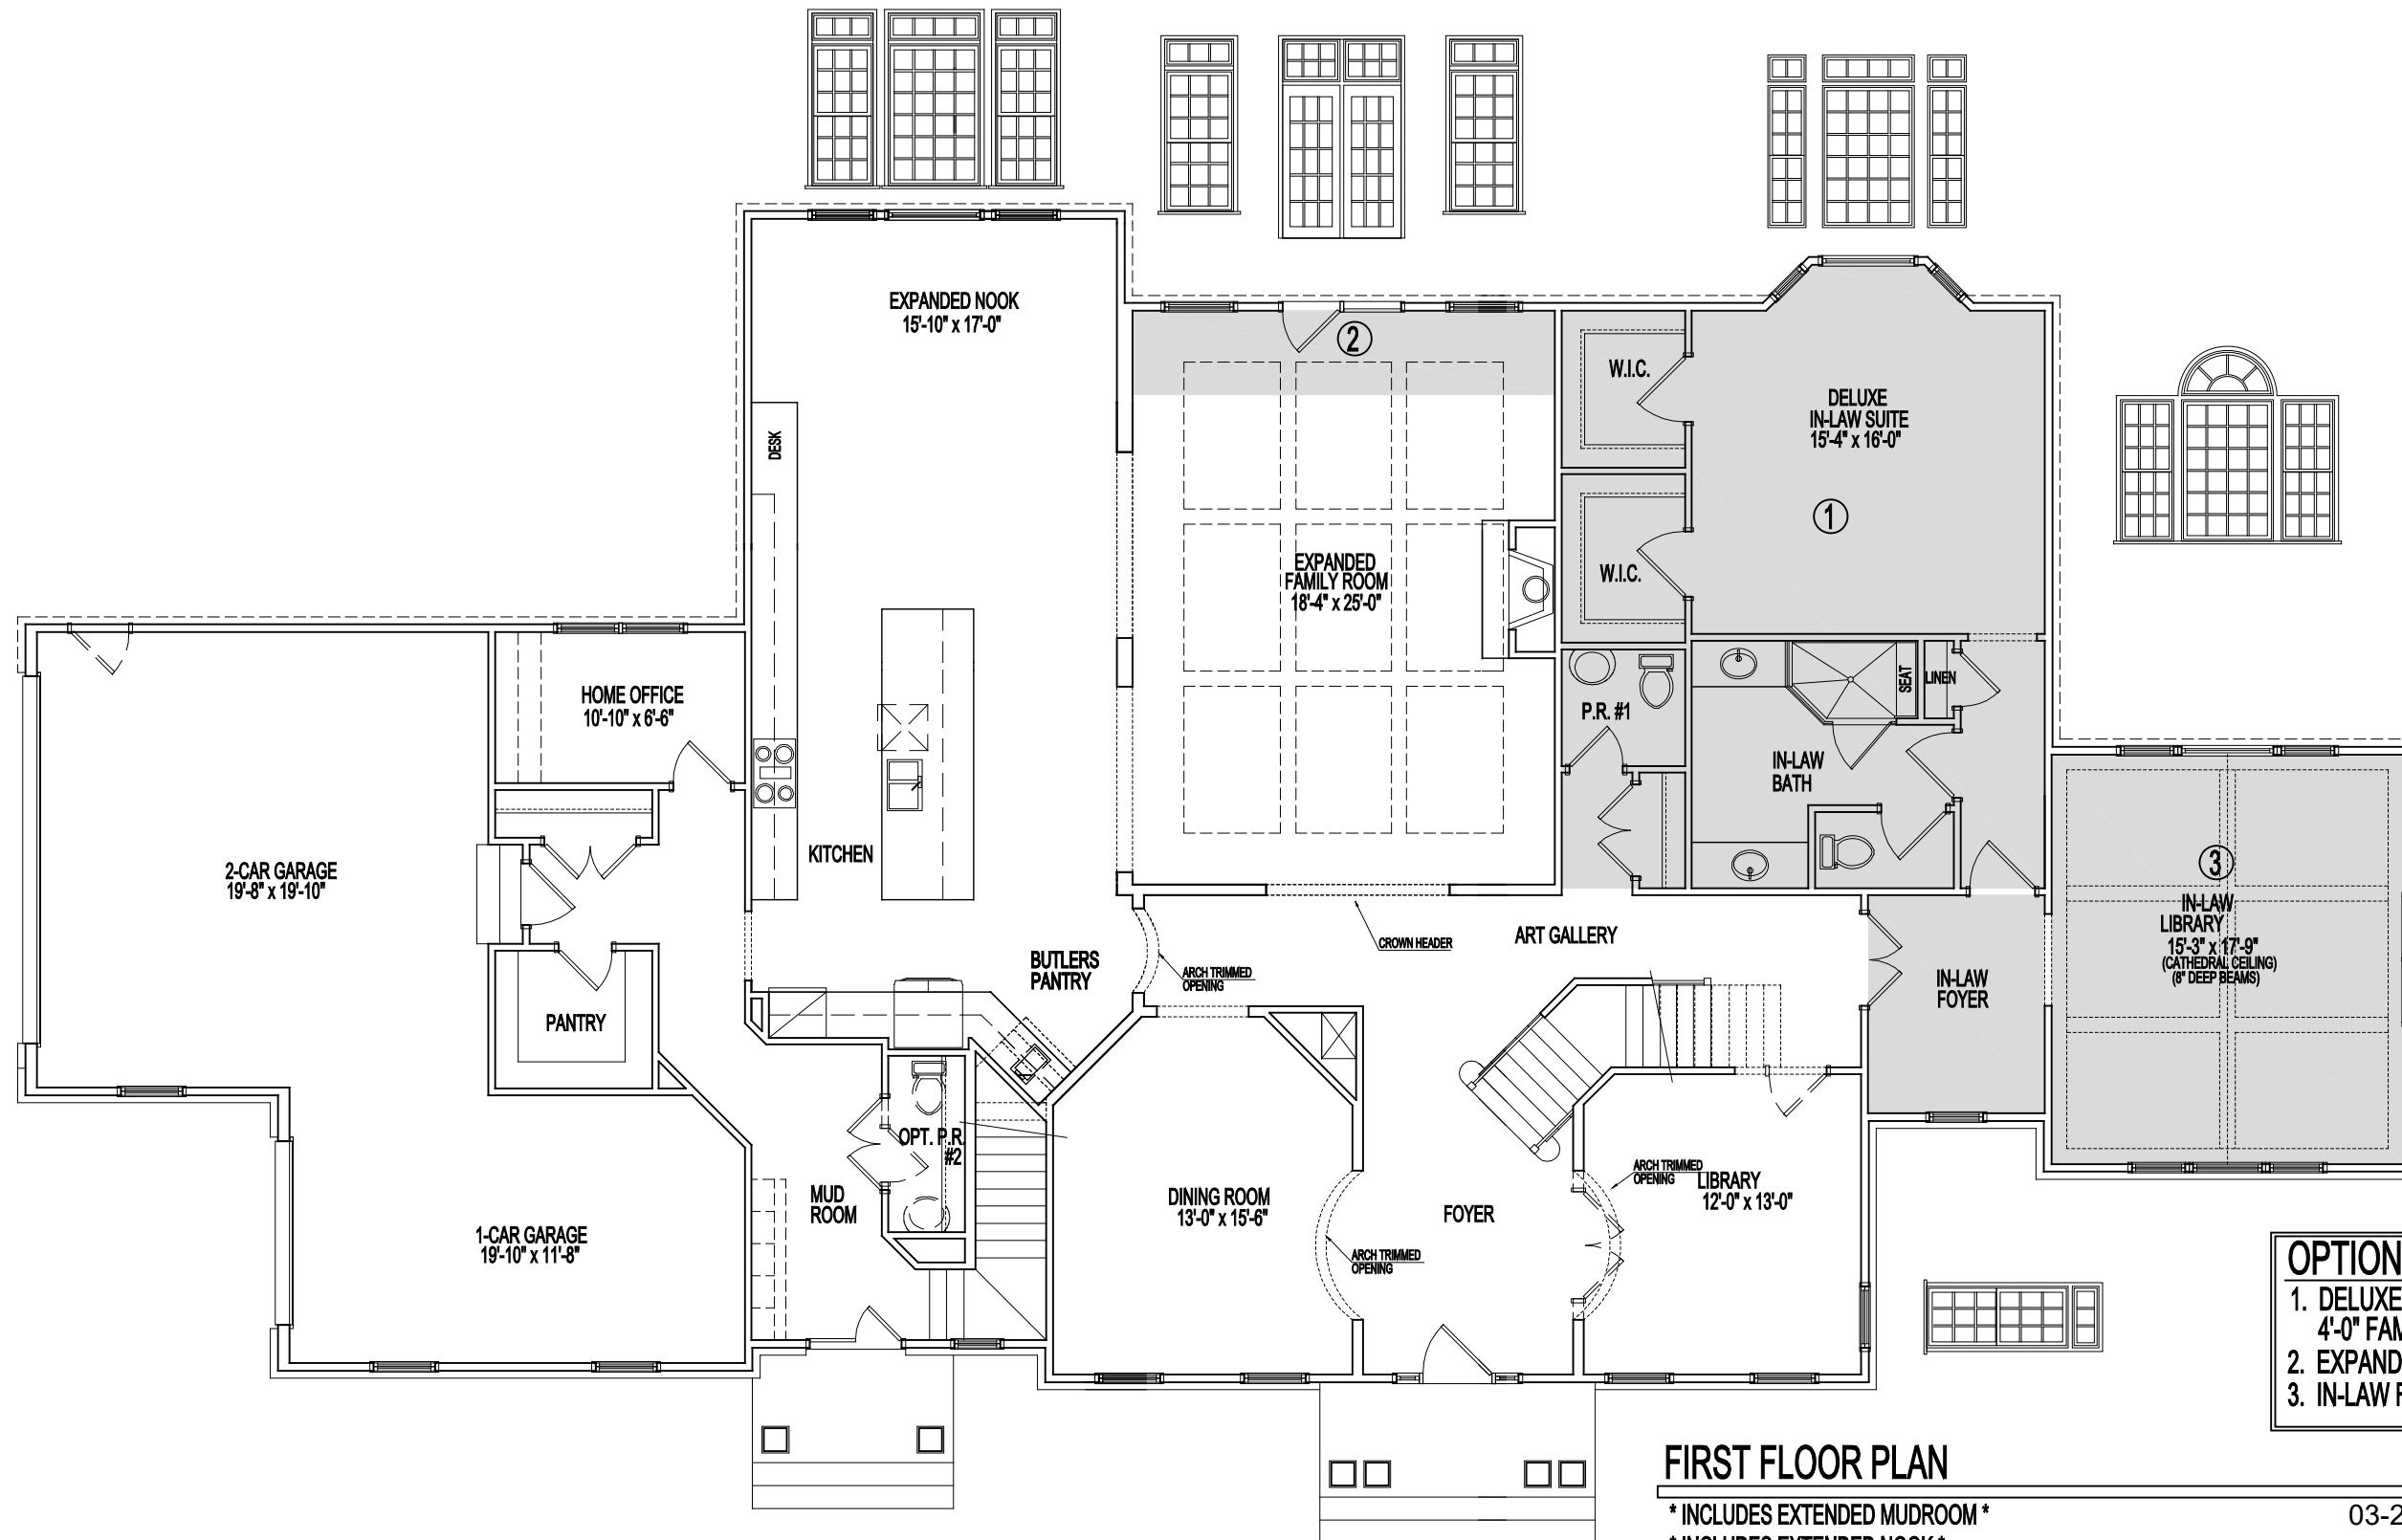 EXPANDED NOOK
15'-10" x 17'-0"
2
W.I.C.
DELUXE
IN-LAW SUITE
15'-4" x 16'-0"
DESK
1
EXPANDED
FAMILY ROOM
18'-4" x 25'-0"
W.I.C.
HOME OFFICE
10'-10" x 6'-6"
P.R. #1
SEAT
LINEN
IN-LAW
BATH
KITCHEN
2-CAR GARAGE
19'-8" x 19'-10"
3
IN-LAW
LIBRARY
15'-3" x 17'-9"
(CATHEDRAL CEILING)
(8" DEEP BEAMS)
CROWN HEADER
ART GALLERY
BUTLERS
PANTRY
ARCH TRIMMED
OPENING
IN-LAW
FOYER
PANTRY
OPT. P.R.
#2
MUD
ROOM
DINING ROOM
13'-0" x 15'-6"
FOYER
ARCH TRIMMED
OPENING
LIBRARY
12'-0" x 13'-0"
1-CAR GARAGE
19'-10" x 11'-8"
ARCH TRIMMED
OPENING
OPTION
1. DELUXE
4'-0" FAM
2. EXPAND
3. IN-LAW
FIRST FLOOR PLAN
* INCLUDES EXTENDED MUDROOM *
03-2
* INCLUDES EXTENDED NOOK *